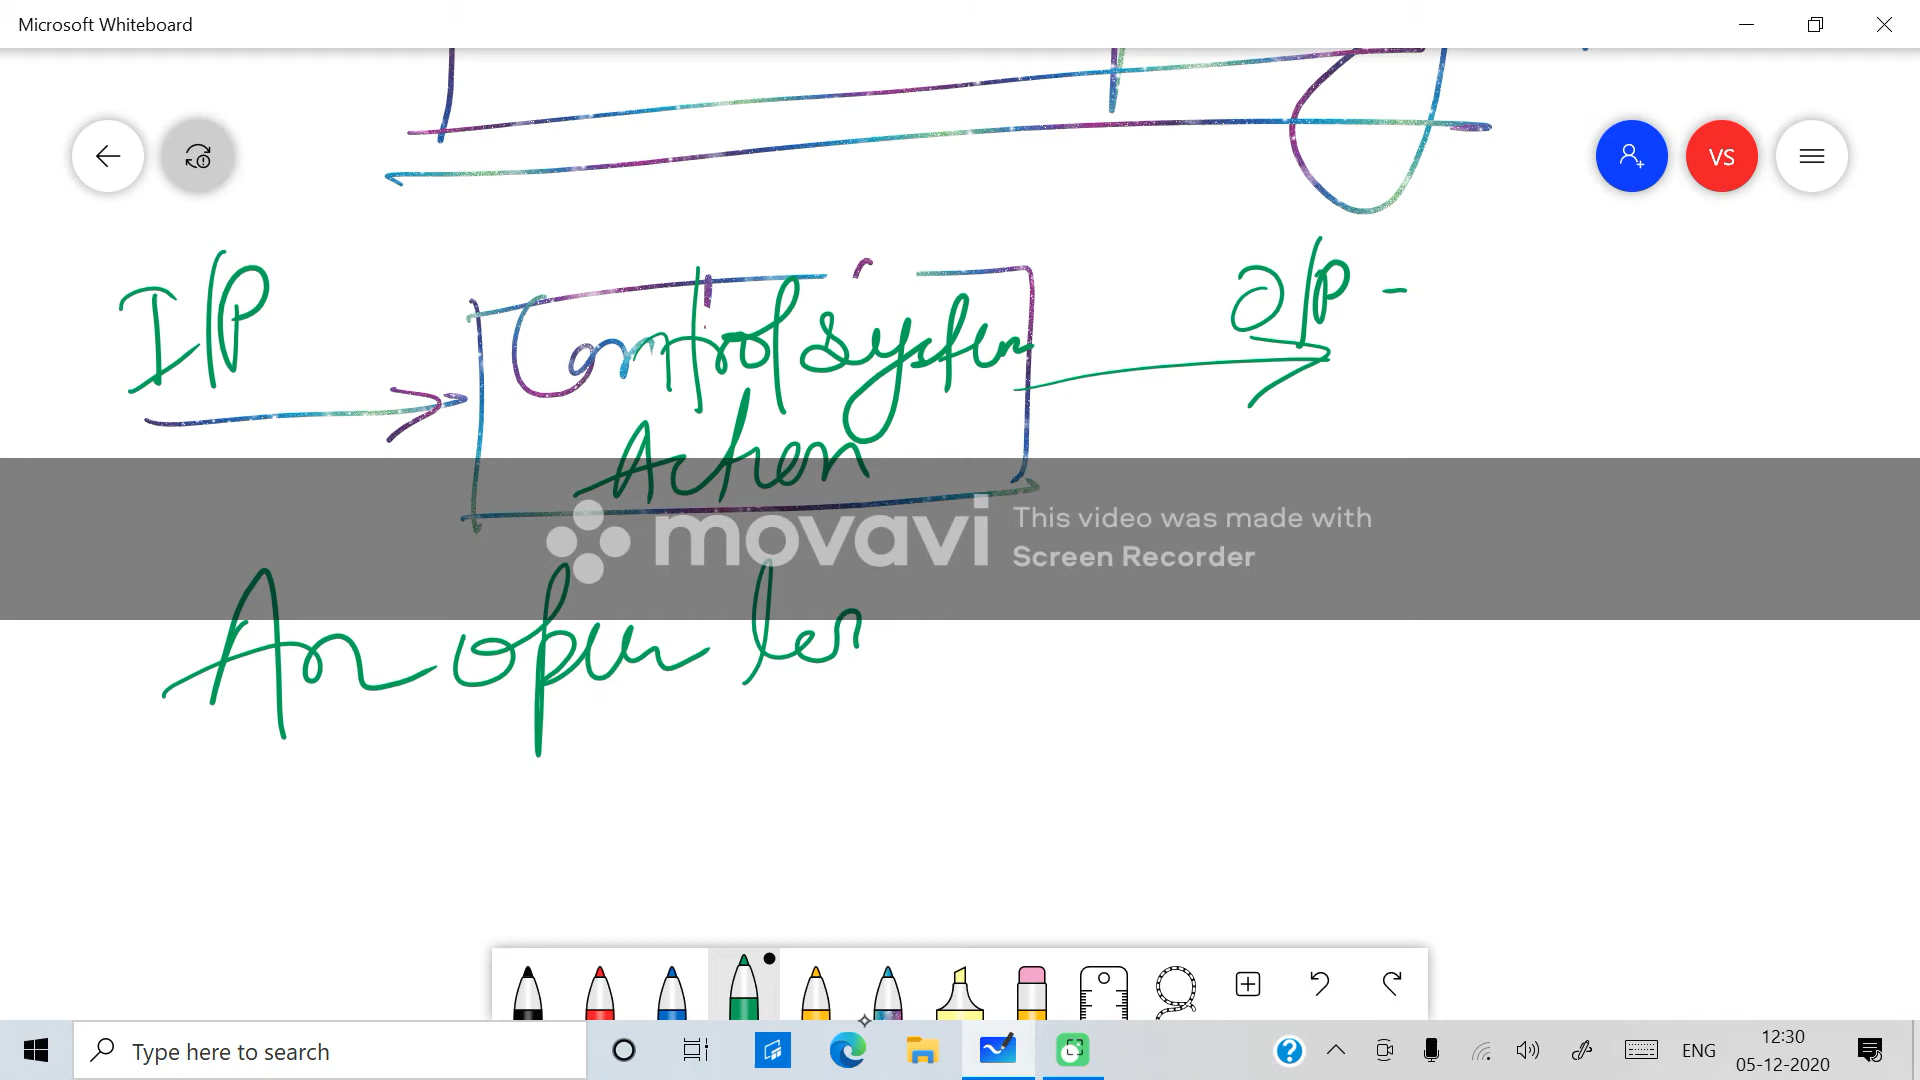 Microsoft Whiteboard
VS
I/P
O/P -
Control system
Action
movavi
This video was made with
Screen Recorder
An open
Type here to search
ENG
12:30
05-12-2020